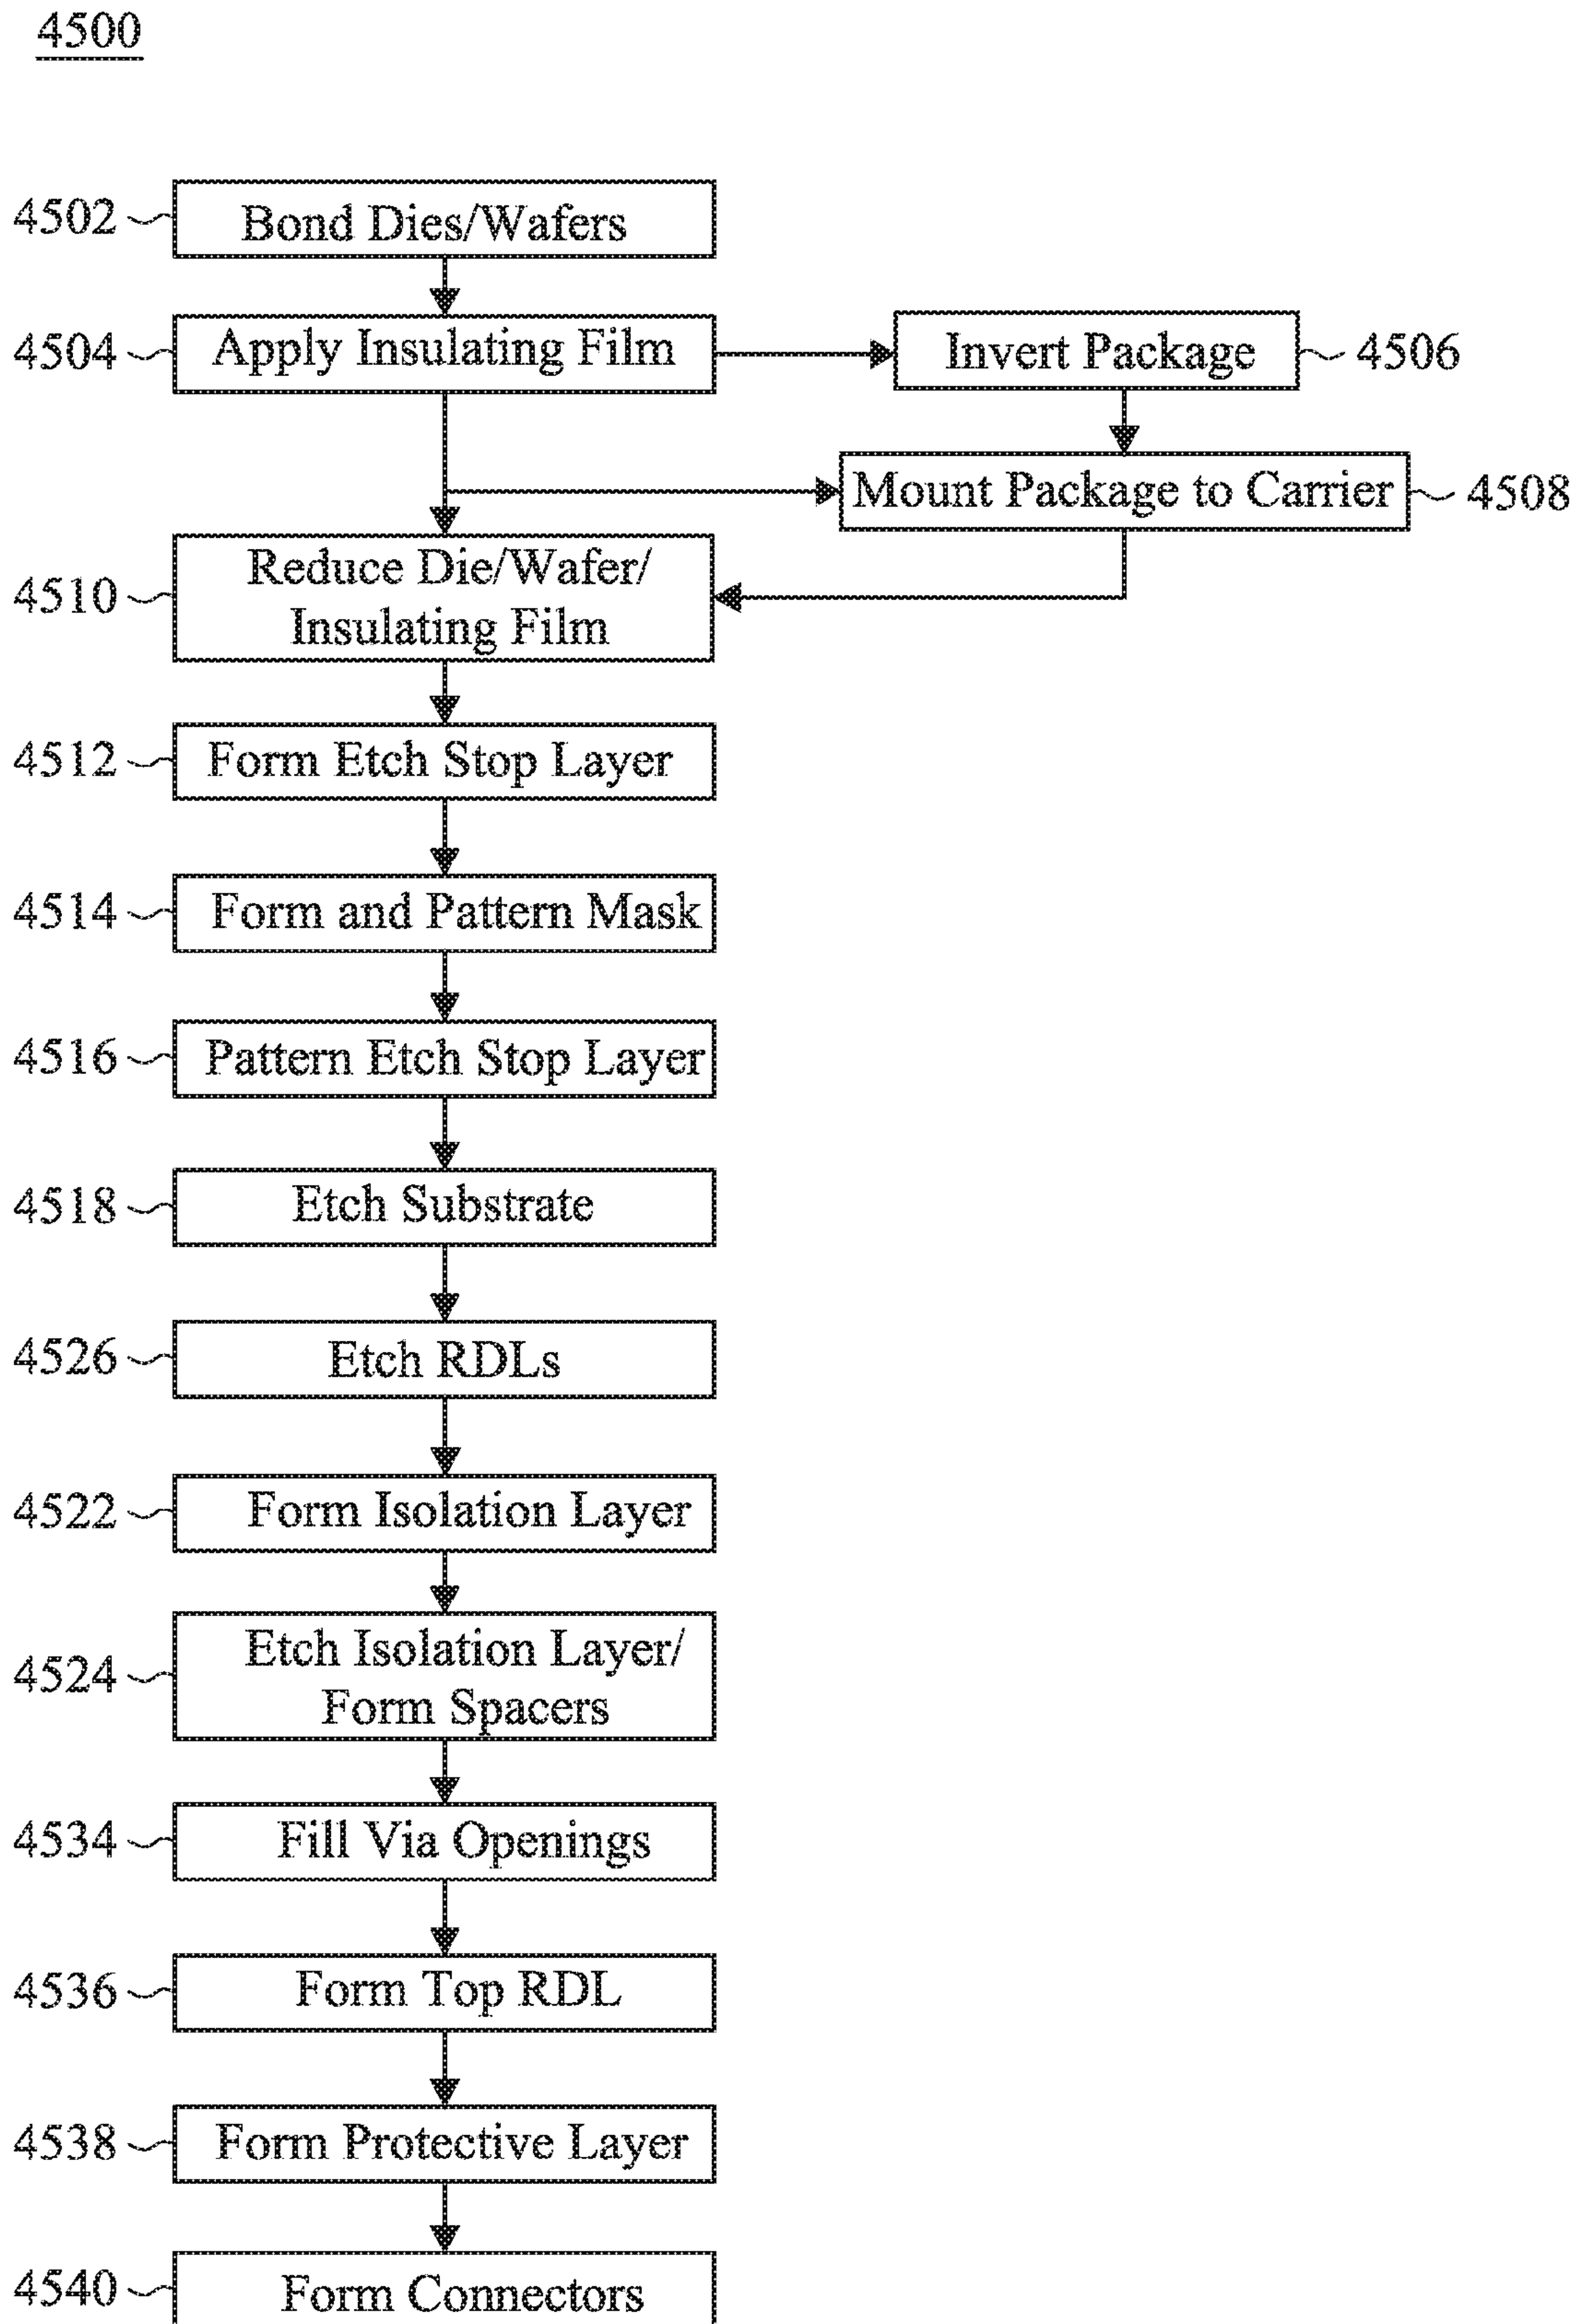 4500
4502
Bond Dies/Wafers
4504
Apply Insulating Film
Invert Package
4506
Mount Package to Carrier
4508
4510
Reduce Die/Wafer/
Insulating Film
4512
Form Etch Stop Layer
4514
Form and Pattern Mask
4516
Pattern Etch Stop Layer
4518
Etch Substrate
4526
Etch RDLs
4522
Form Isolation Layer
4524
Etch Isolation Layer/
Form Spacers
4534
Fill Via Openings
4536
Form Top RDL
4538
Form Protective Layer
4540
Form Connectors